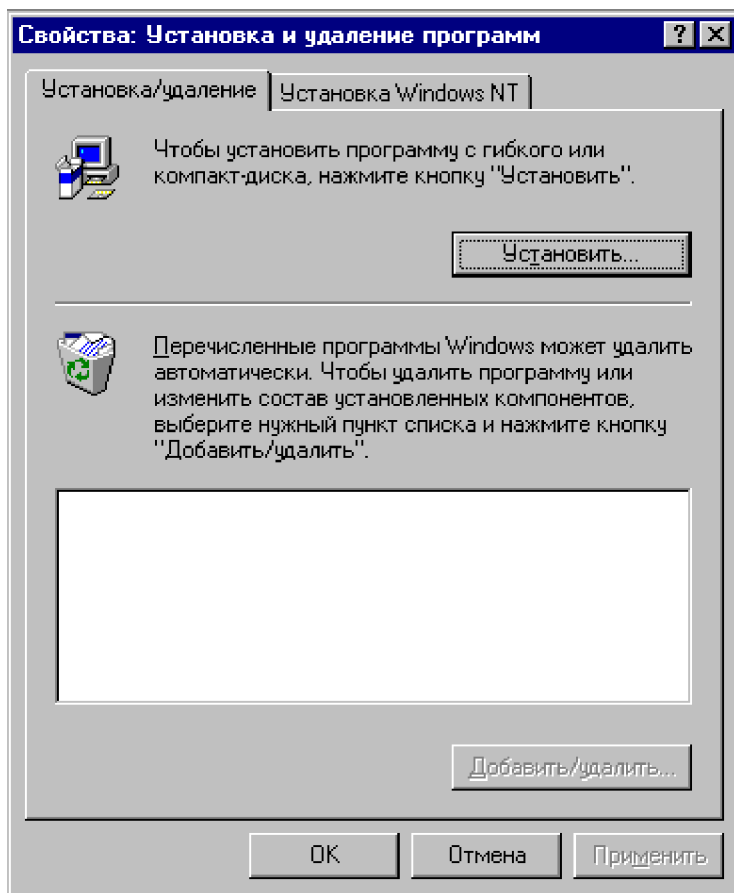 Свойства: Установка и удаление программ
Установка/удаление
Установка Windows NT
Чтобы установить программу с гибкого или
компакт-диска, нажмите кнопку "Установить".
Установить...
Перечисленные программы Windows может удалить
автоматически. Чтобы удалить программу или
изменить состав установленных компонентов,
выберите нужный пункт списка и нажмите кнопку
"Добавить/удалить".
Добавить/удалить...
OK
Отмена
Применить